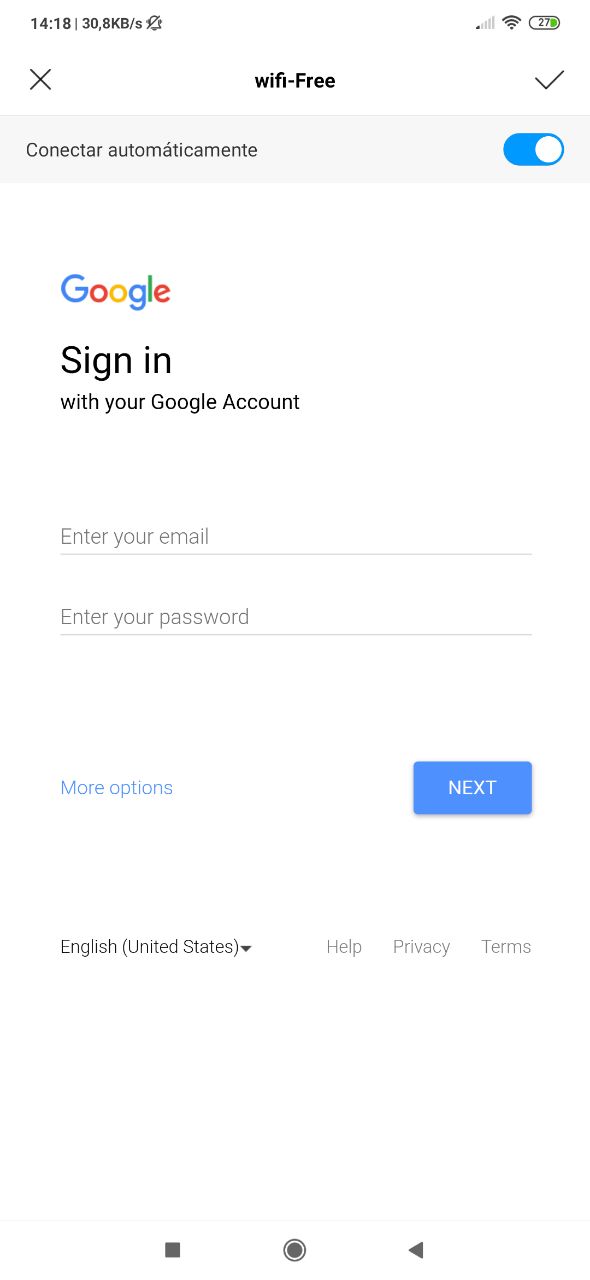 14:18 | 30,8KB/s
27
wifi-Free
Conectar automáticamente
Google
Sign in
with your Google Account
Enter your email
Enter your password
More options
NEXT
English (United States)
Help Privacy Terms